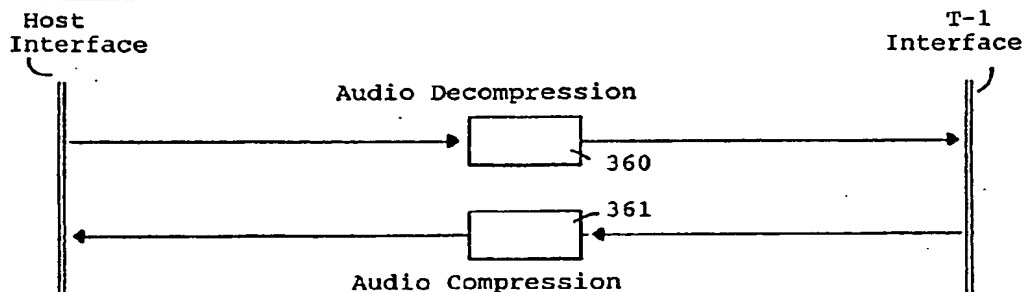 Host
Interface
T-1
Interface
Audio Decompression
360
361
Audio Compression